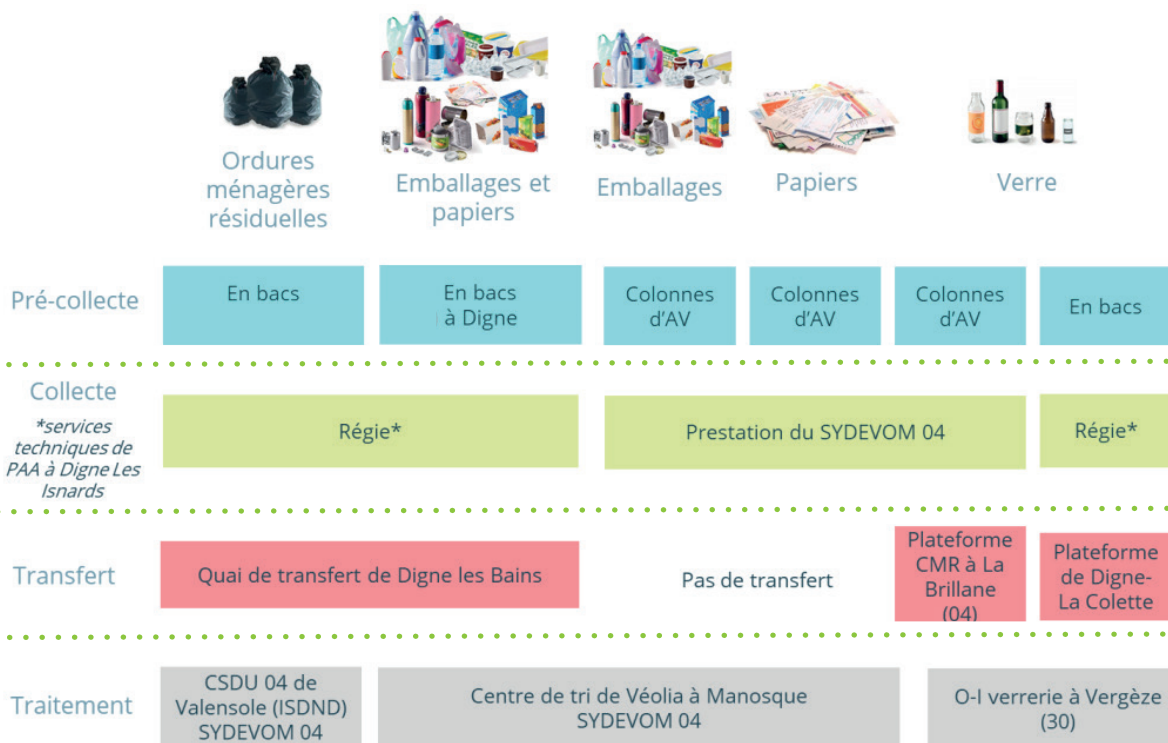 Ordures
ménagères
résiduelles
Emballages et
papiers
Emballages
Papiers
Verre
Pré-collecte
En bacs
En bacs
à Digne
Colonnes
d'AV
Colonnes
d'AV
Colonnes
d'AV
En bacs
Collecte
*services
techniques de
PAA à Digne Les
Isnards
Régie*
Prestation du SYDEVOM 04
Régie*
Transfert
Quai de transfert de Digne les Bains
Pas de transfert
Plateforme
CMR à La
Brillane
(04)
Plateforme
de Digne-
La Colette
Traitement
CSDU 04 de
Valensole (ISDND)
SYDEVOM 04
Centre de tri de Véolia à Manosque
SYDEVOM 04
O-I verrerie à Vergèze
(30)